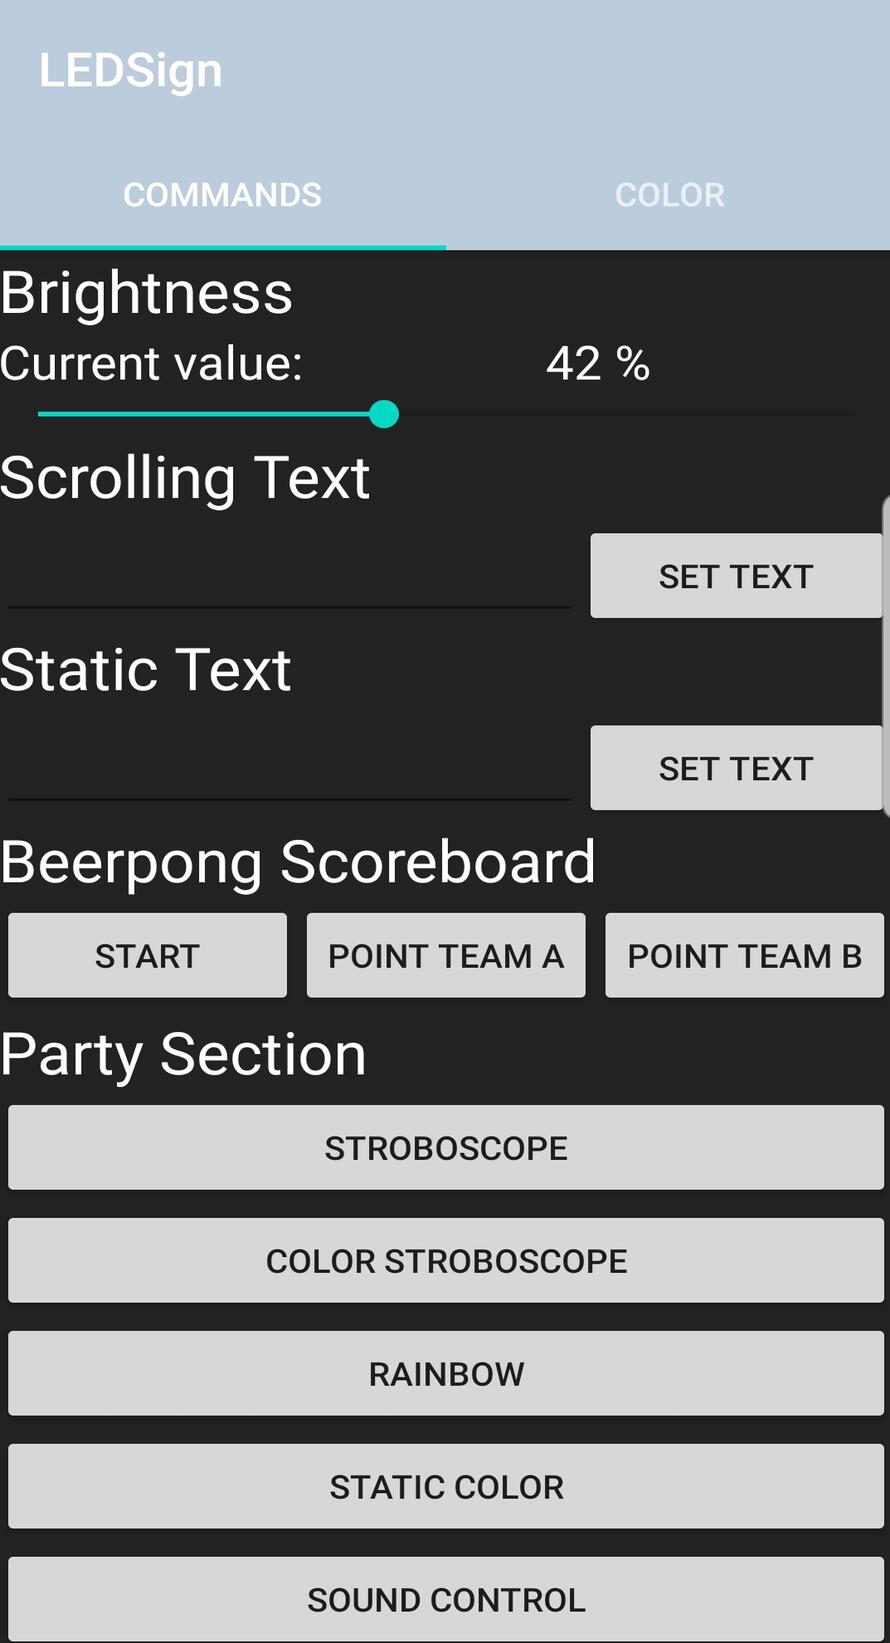 LEDSign
COMMANDS COLOR
Brightness
Current value: 42 %
Scrolling Text
SET TEXT
Static Text
SET TEXT
Beerpong Scoreboard
START POINT TEAM A POINT TEAM B
Party Section
STROBOSCOPE
COLOR STROBOSCOPE
RAINBOW
STATIC COLOR
SOUND CONTROL